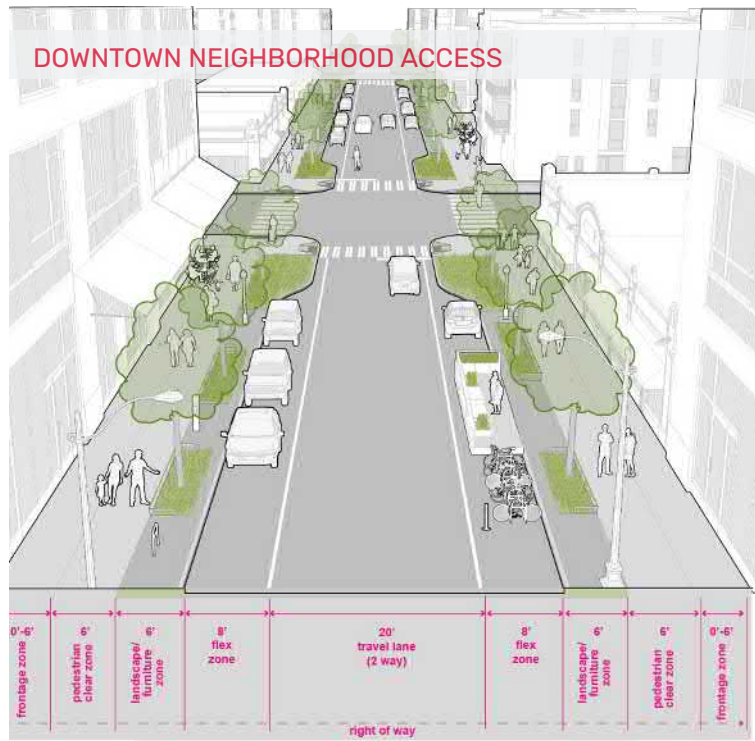 DOWNTOWN NEIGHBORHOOD ACCESS
0'-6'
frontage zone
6'
pedestrian
clear zone
6'
landscape/
furniture
zone
8'
flex
zone
20'
travel lane
(2 way)
8'
flex
zone
6'
landscape/
furniture
zone
6'
pedestrian
clear zone
0'-6'
frontage zone
right of way